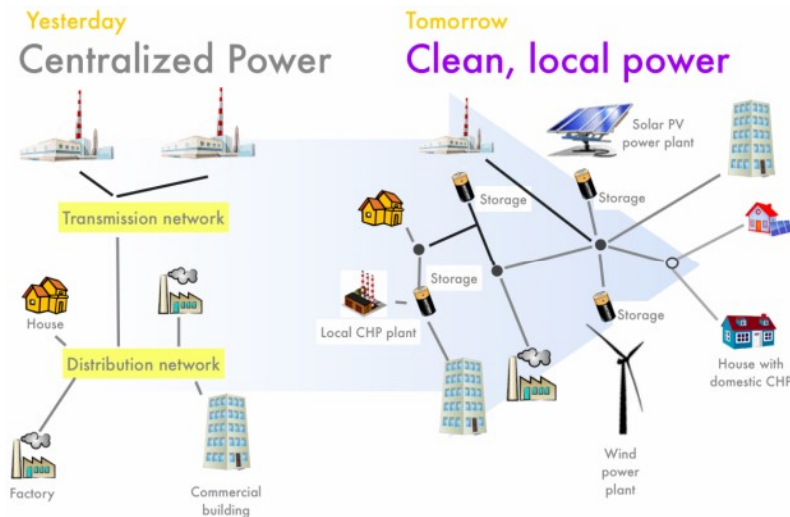 Yesterday
Centralized Power
Transmission network
House
Distribution network
Factory
Commercial
building
Tomorrow
Clean, local power
Solar PV
power plant
Storage
Storage
Storage
Local CHP plant
Storage
House with
domestic CHP
Wind
power
plant